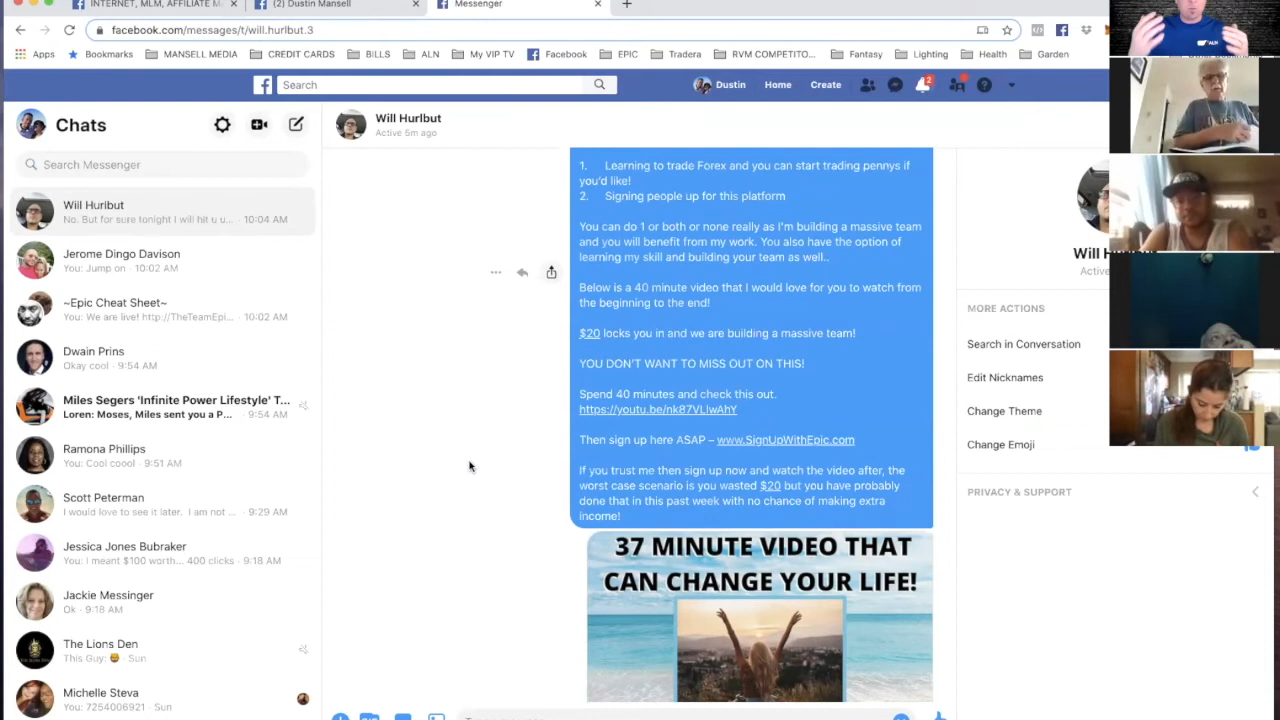 INTERNET, MLM, AFFILIATE M
(2) Dustin Mansell
Messenger
facebook.com/messages/t/will.hurlbut.3
Apps
Bookmarks
MANSELL MEDIA
CREDIT CARDS
BILLS
ALN
My VIP TV
Facebook
EPIC
Tradera
RVM COMPETITO...
Fantasy
Lighting
Health
Garden
Search
Dustin
Home
Create
2
Chats
Search Messenger
Will Hurlbut
No. But for sure tonight I will hit u u... · 10:04 AM
Jerome Dingo Davison
You: Jump on · 10:02 AM
~Epic Cheat Sheet~
You: We are live! http://TheTeamEpi... · 10:02 AM
Dwain Prins
Okay cool · 9:54 AM
Miles Segers 'Infinite Power Lifestyle' T...
Loren: Moses, Miles sent you a P... · 9:54 AM
Ramona Phillips
You: Cool coool · 9:51 AM
Scott Peterman
I would love to see it later. I am not ... · 9:29 AM
Jessica Jones Bubraker
You: I meant $100 worth... 400 clicks · 9:18 AM
Jackie Messinger
Ok · 9:18 AM
The Lions Den
This Guy: 😄 · Sun
Michelle Steva
You: 7254006921 · Sun
Will Hurlbut
Active 5m ago
1. Learning to trade Forex and you can start trading pennys if
you'd like!
2. Signing people up for this platform
You can do 1 or both or none really as I'm building a massive team
and you will benefit from my work. You also have the option of
learning my skill and building your team as well..
Below is a 40 minute video that I would love for you to watch from
the beginning to the end!
$20 locks you in and we are building a massive team!
YOU DON'T WANT TO MISS OUT ON THIS!
Spend 40 minutes and check this out.
https://youtu.be/nk87VLlwAhY
Then sign up here ASAP – www.SignUpWithEpic.com
If you trust me then sign up now and watch the video after, the
worst case scenario is you wasted $20 but you have probably
done that in this past week with no chance of making extra
income!
37 MINUTE VIDEO THAT
CAN CHANGE YOUR LIFE!
Will H
Activ
MORE ACTIONS
Search in Conversation
Edit Nicknames
Change Theme
Change Emoji
PRIVACY & SUPPORT